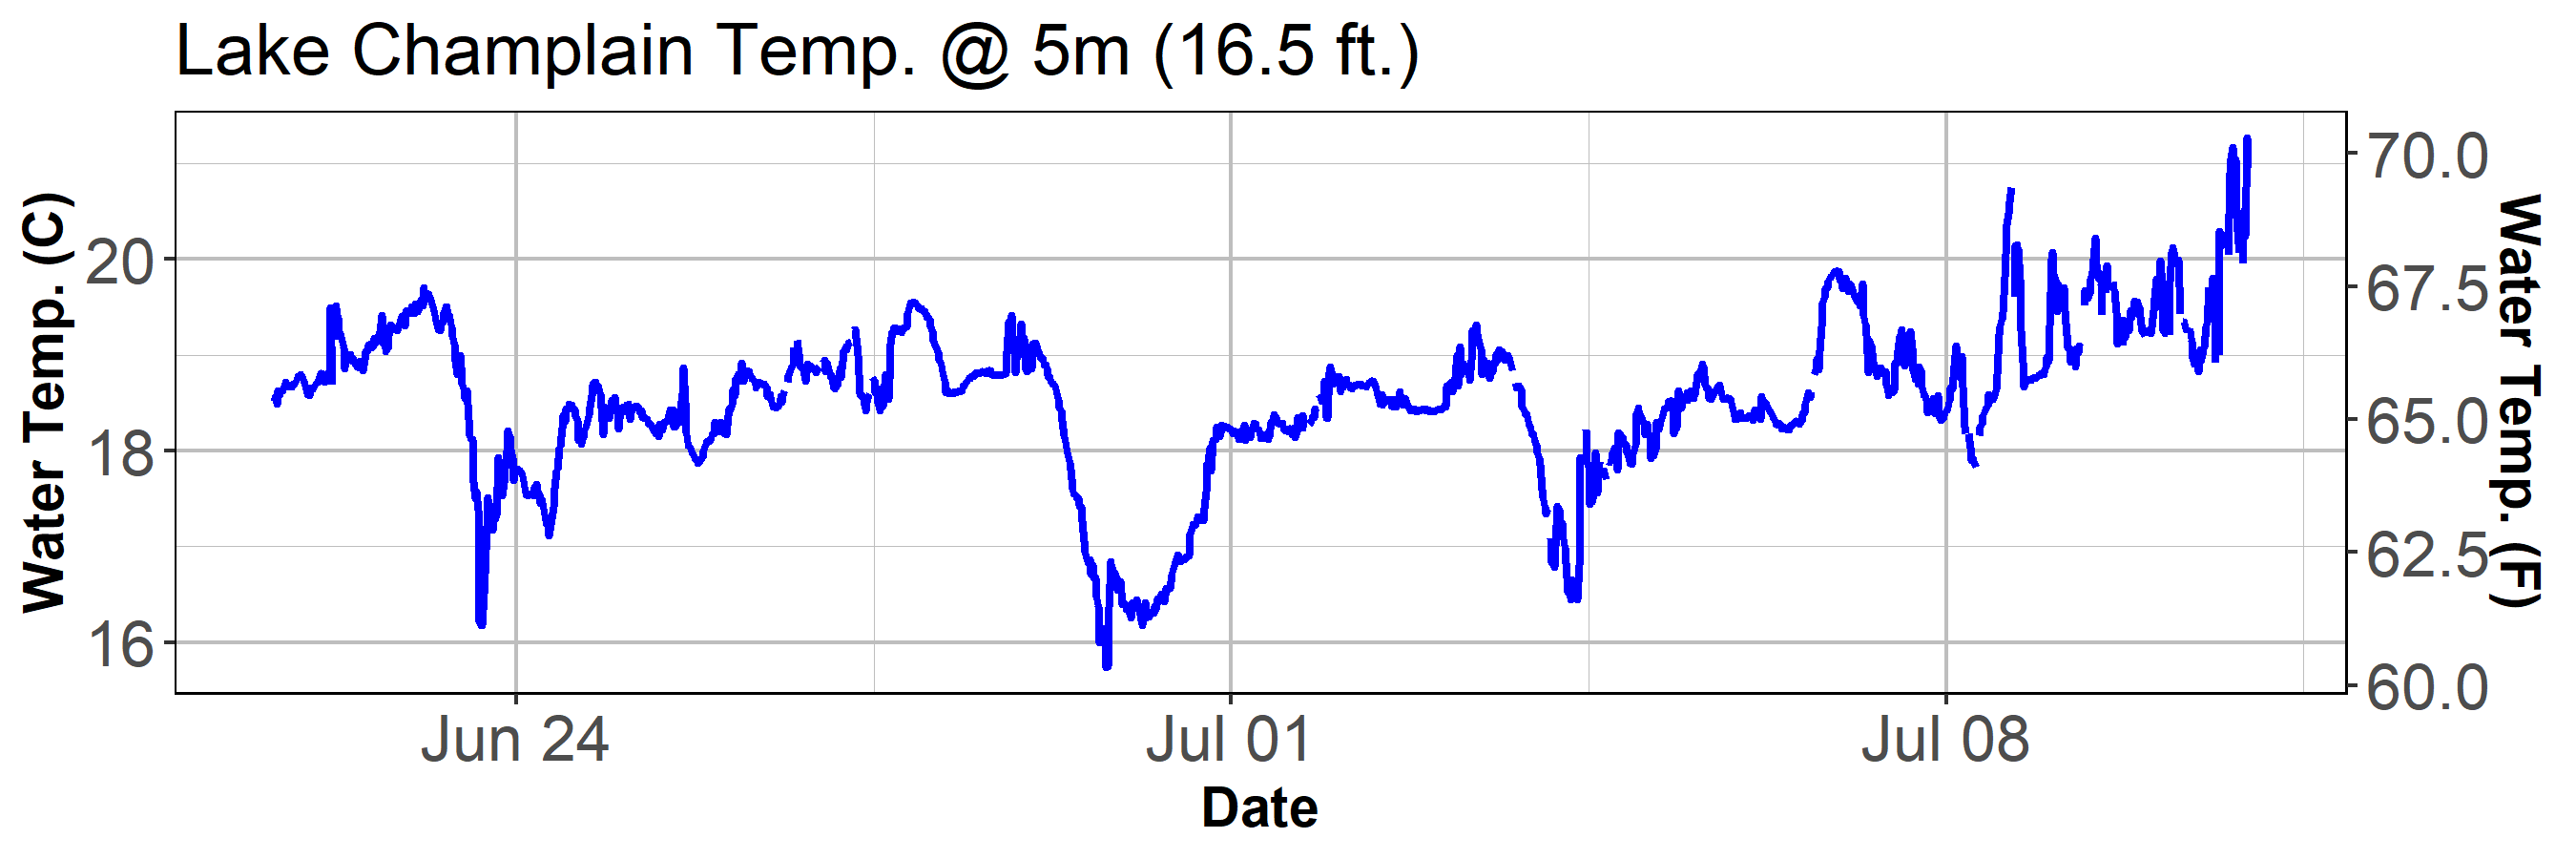 Lake Champlain Temp. @ 5m (16.5 ft.)
Water Temp. (C)
20
18
16
70.0
67.5
65.0
62.5
60.0
Water Temp. (F)
Jun 24
Jul 01
Jul 08
Date